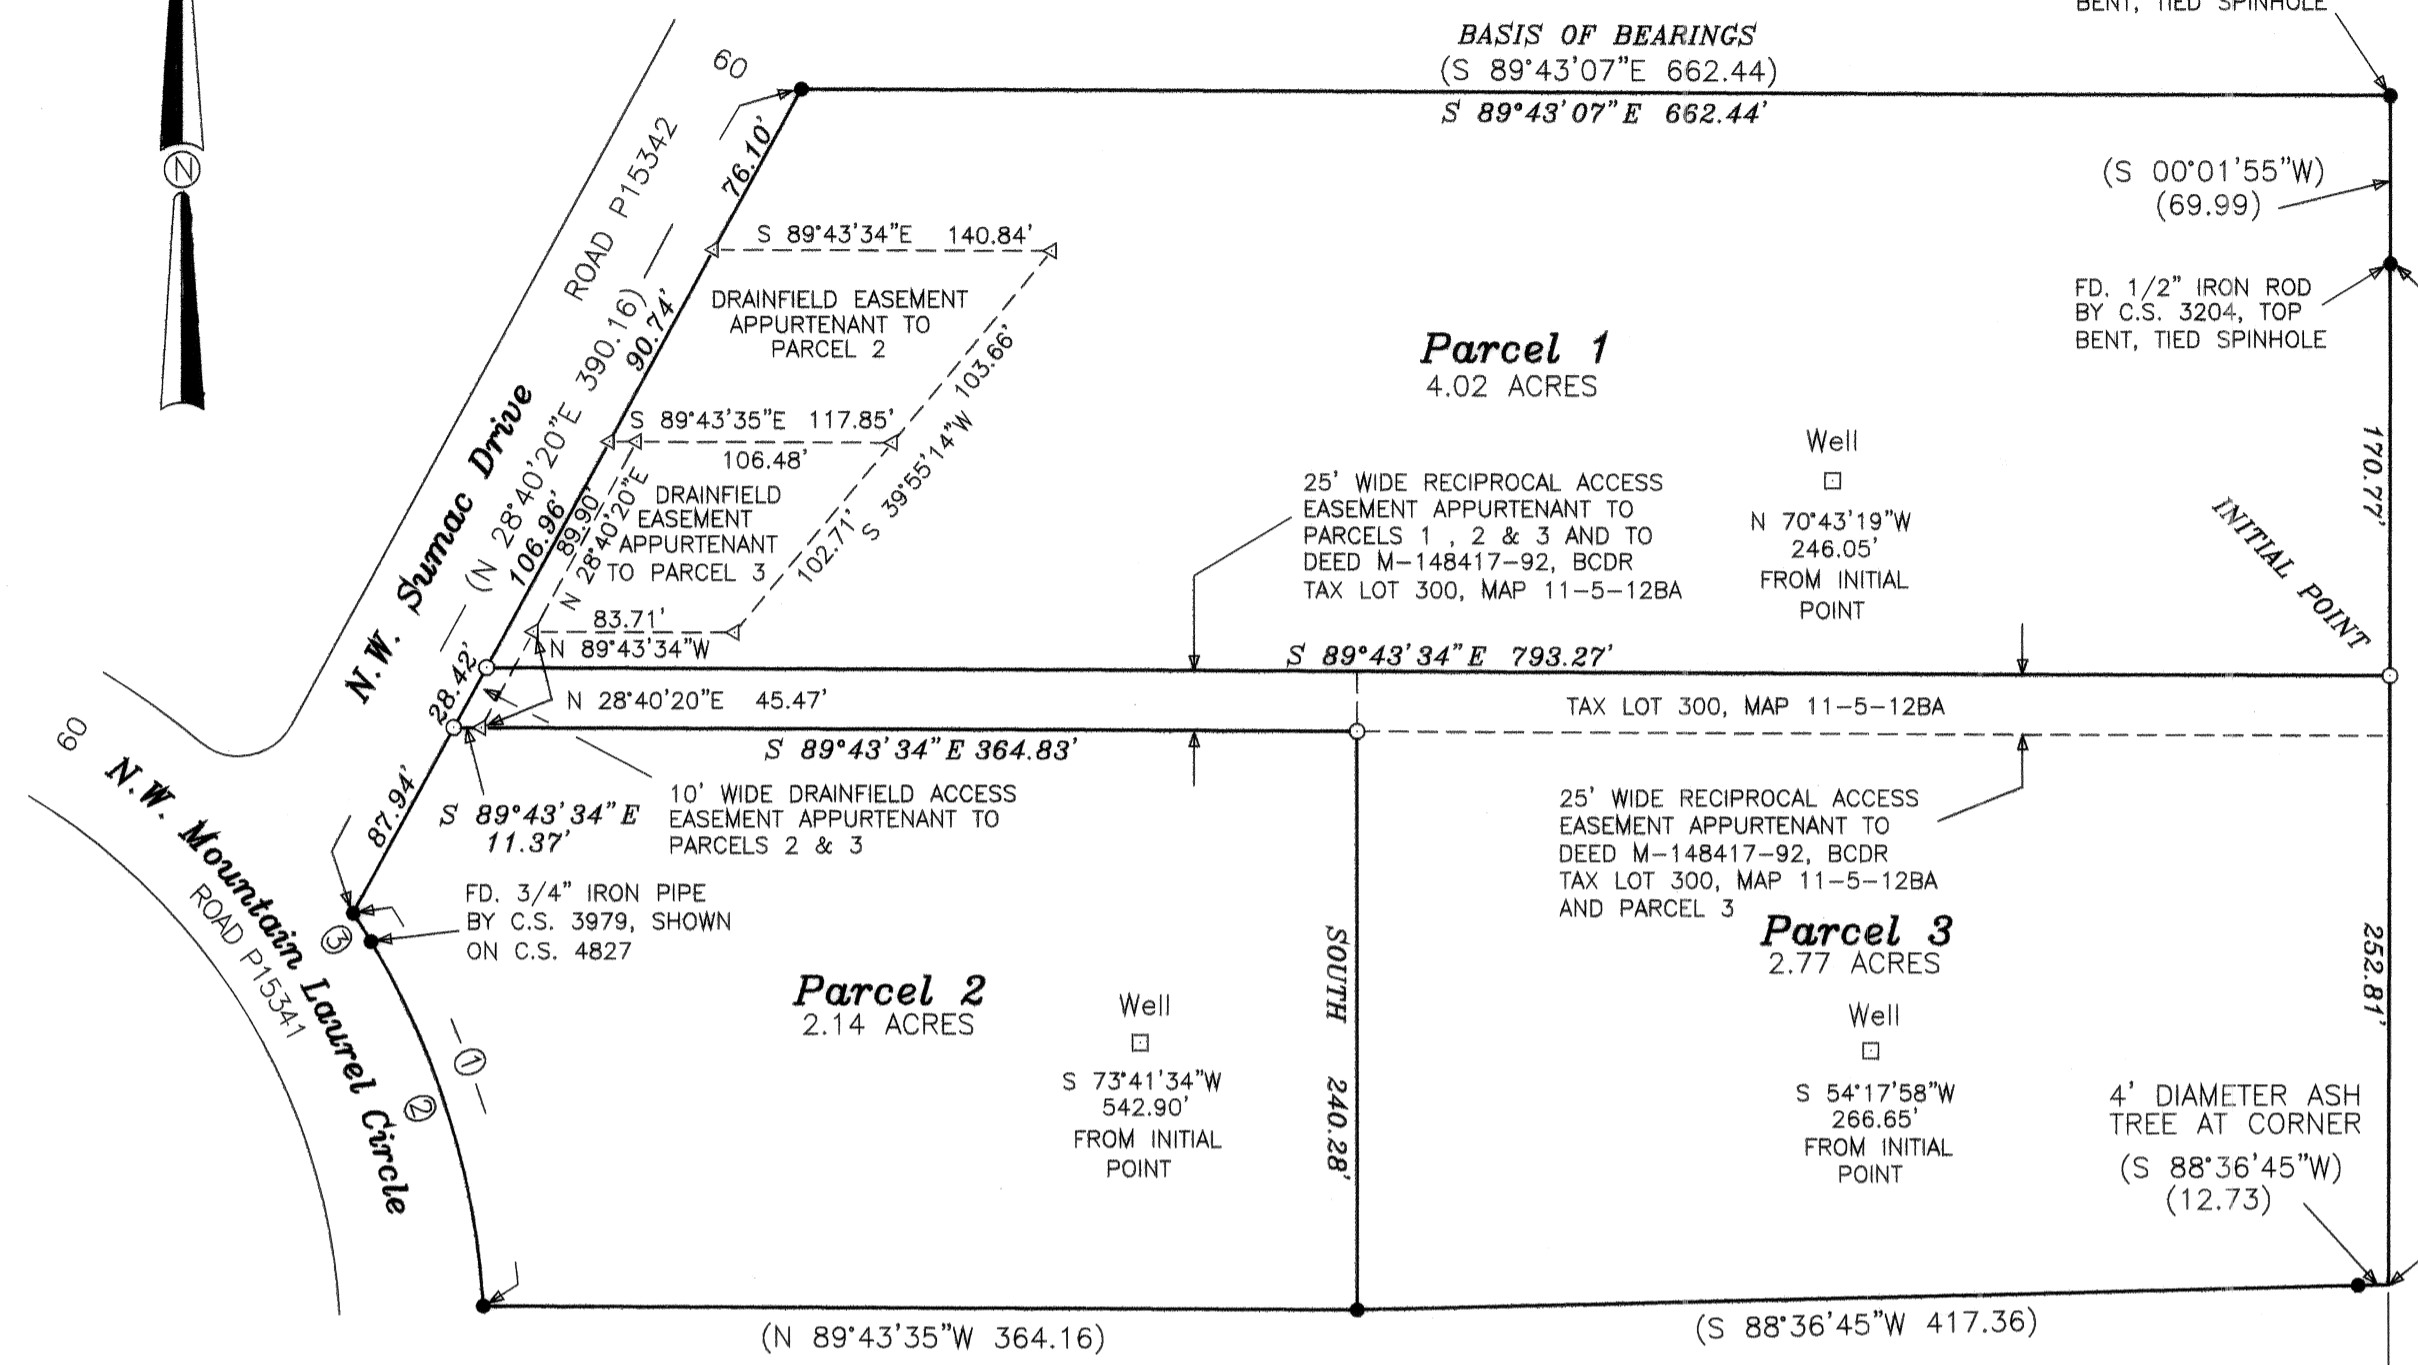 BENT, TIED SPINHOLE
BASIS OF BEARINGS
(S 89°43'07"E 662.44)
S 89°43'07"E 662.44'
60
N
ROAD P15342
76.10'
(S 00°01'55"W)
(69.99)
S 89°43'34"E 140.84'
FD. 1/2" IRON ROD
BY C.S. 3204, TOP
BENT, TIED SPINHOLE
DRAINFIELD EASEMENT
APPURTENANT TO
PARCEL 2
90.74'
103.66'
Parcel 1
4.02 ACRES
N.W. Sumac Drive
(N 28°40'20"E 390.16)
S 89°43'35"E 117.85'
106.48'
S 39°55'14"W
Well
N 70°43'19"W
246.05'
FROM INITIAL
POINT
170.77'
INITIAL POINT
25' WIDE RECIPROCAL ACCESS
EASEMENT APPURTENANT TO
PARCELS 1 , 2 & 3 AND TO
DEED M-148417-92, BCDR
TAX LOT 300, MAP 11-5-12BA
106.96'
89.90'
N 28°40'20"E
DRAINFIELD
EASEMENT
APPURTENANT
TO PARCEL 3
102.71'
83.71'
N 89°43'34"W
S 89°43'34"E 793.27'
28.42'
N 28°40'20"E 45.47'
TAX LOT 300, MAP 11-5-12BA
S 89°43'34"E 364.83'
60
N.W. Mountain Laurel Circle
ROAD P15341
87.94'
S 89°43'34"E
11.37'
10' WIDE DRAINFIELD ACCESS
EASEMENT APPURTENANT TO
PARCELS 2 & 3
25' WIDE RECIPROCAL ACCESS
EASEMENT APPURTENANT TO
DEED M-148417-92, BCDR
TAX LOT 300, MAP 11-5-12BA
AND PARCEL 3
FD. 3/4" IRON PIPE
BY C.S. 3979, SHOWN
ON C.S. 4827
3
1
2
Parcel 2
2.14 ACRES
Well
S 73°41'34"W
542.90'
FROM INITIAL
POINT
SOUTH 240.28'
Parcel 3
2.77 ACRES
Well
S 54°17'58"W
266.65'
FROM INITIAL
POINT
252.81'
4' DIAMETER ASH
TREE AT CORNER
(S 88°36'45"W)
(12.73)
(N 89°43'35"W 364.16)
(S 88°36'45"W 417.36)